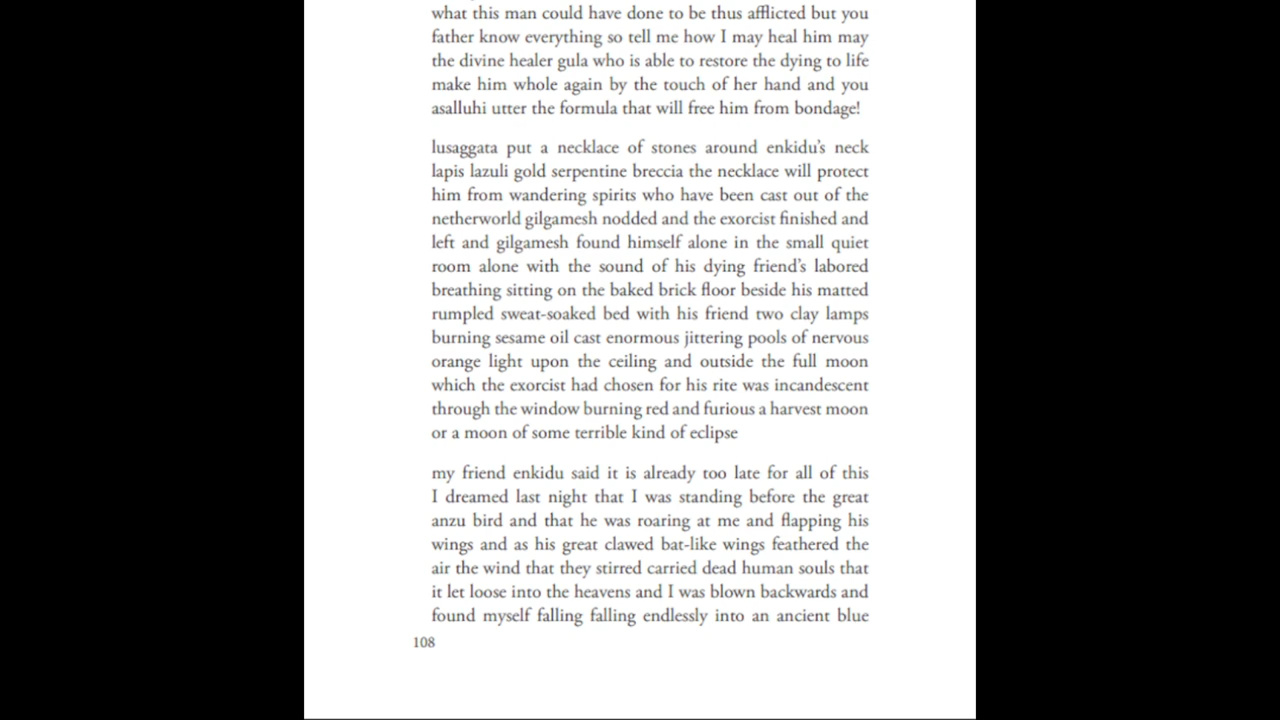 what this man could have done to be thus afflicted but you
father know everything so tell me how I may heal him may
the divine healer gula who is able to restore the dying to life
make him whole again by the touch of her hand and you
asalluhi utter the formula that will free him from bondage!
lusaggata put a necklace of stones around enkidu’s neck
lapis lazuli gold serpentine breccia the necklace will protect
him from wandering spirits who have been cast out of the
netherworld gilgamesh nodded and the exorcist finished and
left and gilgamesh found himself alone in the small quiet
room alone with the sound of his dying friend’s labored
breathing sitting on the baked brick floor beside his matted
rumpled sweat-soaked bed with his friend two clay lamps
burning sesame oil cast enormous jittering pools of nervous
orange light upon the ceiling and outside the full moon
which the exorcist had chosen for his rite was incandescent
through the window burning red and furious a harvest moon
or a moon of some terrible kind of eclipse
my friend enkidu said it is already too late for all of this
I dreamed last night that I was standing before the great
anzu bird and that he was roaring at me and flapping his
wings and as his great clawed bat-like wings feathered the
air the wind that they stirred carried dead human souls that
it let loose into the heavens and I was blown backwards and
found myself falling falling endlessly into an ancient blue
108